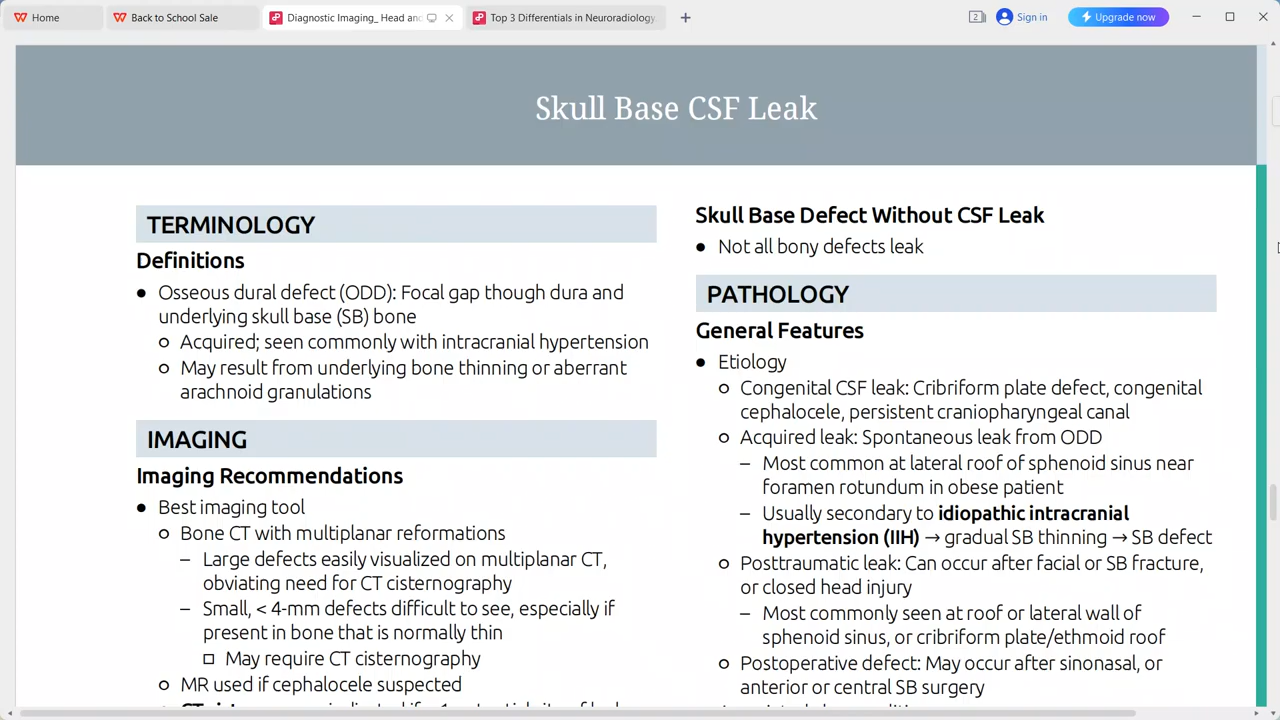 Home
Back to School Sale
Diagnostic Imaging_ Head and
Top 3 Differentials in Neuroradiology
2
Sign in
Upgrade now
Skull Base CSF Leak
TERMINOLOGY
Definitions
● Osseous dural defect (ODD): Focal gap though dura and
underlying skull base (SB) bone
○ Acquired; seen commonly with intracranial hypertension
○ May result from underlying bone thinning or aberrant
arachnoid granulations
IMAGING
Imaging Recommendations
● Best imaging tool
○ Bone CT with multiplanar reformations
– Large defects easily visualized on multiplanar CT,
obviating need for CT cisternography
– Small, < 4-mm defects difficult to see, especially if
present in bone that is normally thin
□ May require CT cisternography
○ MR used if cephalocele suspected
Skull Base Defect Without CSF Leak
● Not all bony defects leak
PATHOLOGY
General Features
● Etiology
○ Congenital CSF leak: Cribriform plate defect, congenital
cephalocele, persistent craniopharyngeal canal
○ Acquired leak: Spontaneous leak from ODD
– Most common at lateral roof of sphenoid sinus near
foramen rotundum in obese patient
– Usually secondary to idiopathic intracranial
hypertension (IIH) → gradual SB thinning → SB defect
○ Posttraumatic leak: Can occur after facial or SB fracture,
or closed head injury
– Most commonly seen at roof or lateral wall of
sphenoid sinus, or cribriform plate/ethmoid roof
○ Postoperative defect: May occur after sinonasal, or
anterior or central SB surgery